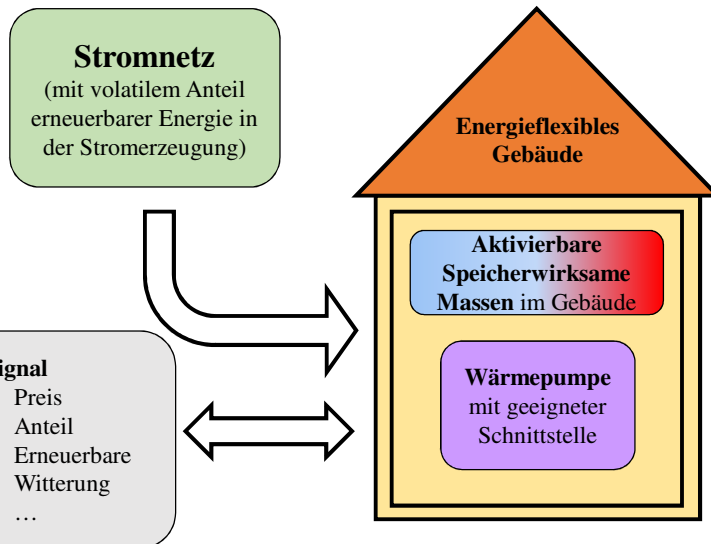 Stromnetz
(mit volatilem Anteil
erneuerbarer Energie in
der Stromerzeugung)
Energieflexibles
Gebäude
Aktivierbare
Speicherwirksame
Massen im Gebäude
Wärmepumpe
mit geeigneter
Schnittstelle
ignal
Preis
Anteil
Erneuerbare
Witterung
…